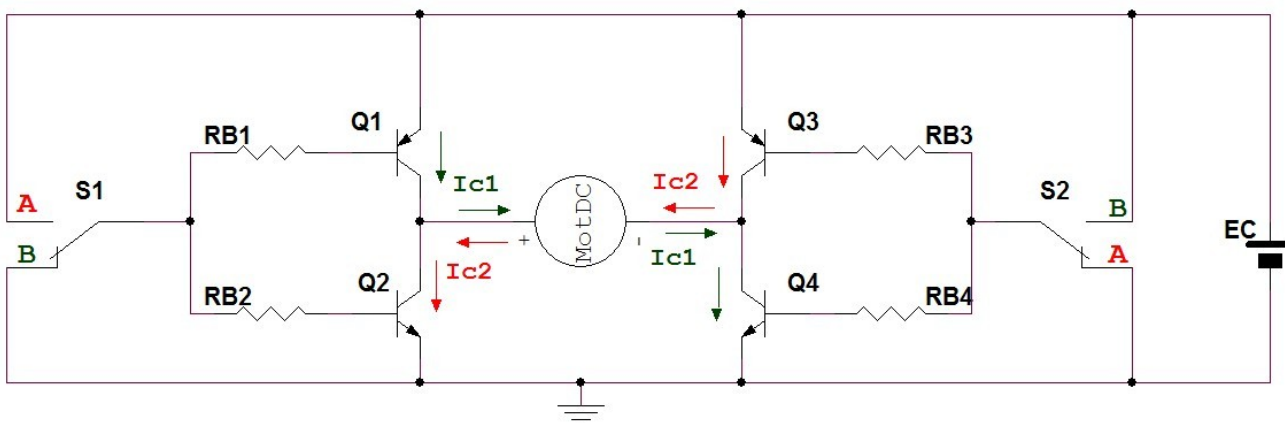 RB1
Q1
Q3
RB3
S1
Ic1
Ic2
S2
A
B
MotDC
B
B
+
-
A
EC
Ic2
Ic1
RB2
Q2
Q4
RB4